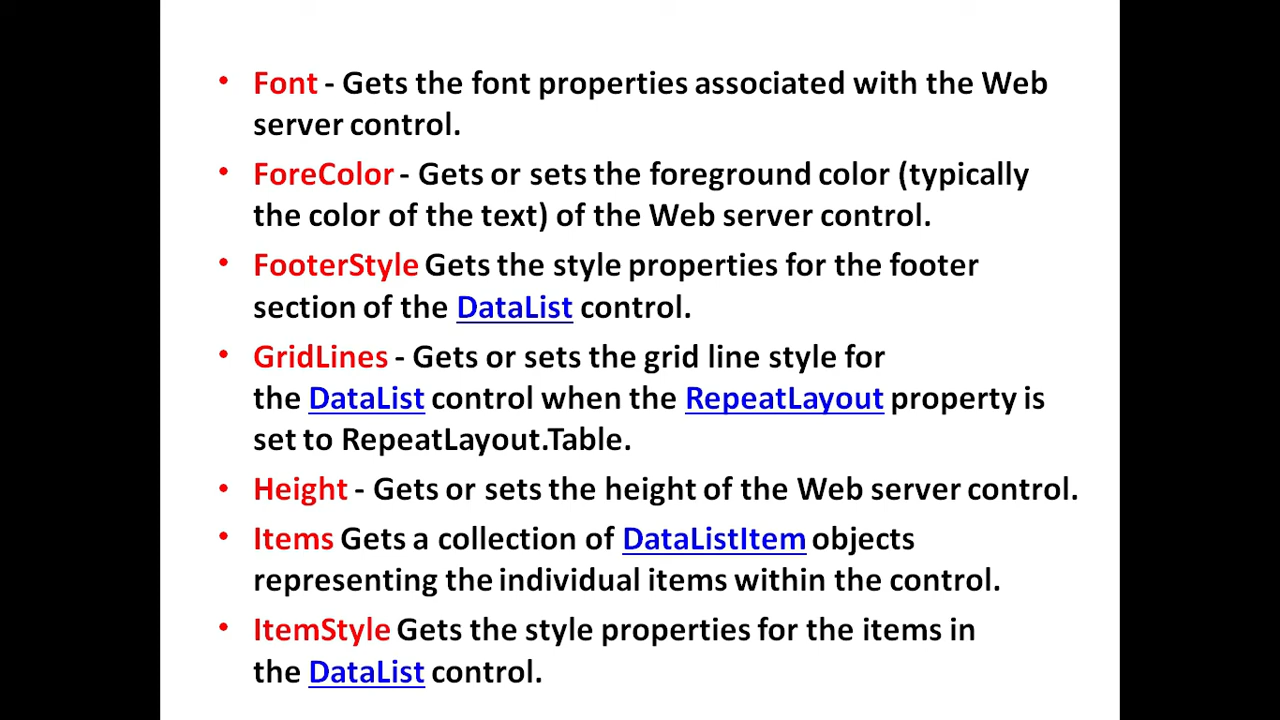 • Font - Gets the font properties associated with the Web
server control.
• ForeColor - Gets or sets the foreground color (typically
the color of the text) of the Web server control.
• FooterStyle Gets the style properties for the footer
section of the DataList control.
• GridLines - Gets or sets the grid line style for
the DataList control when the RepeatLayout property is
set to RepeatLayout.Table.
• Height - Gets or sets the height of the Web server control.
• Items Gets a collection of DataListItem objects
representing the individual items within the control.
• ItemStyle Gets the style properties for the items in
the DataList control.